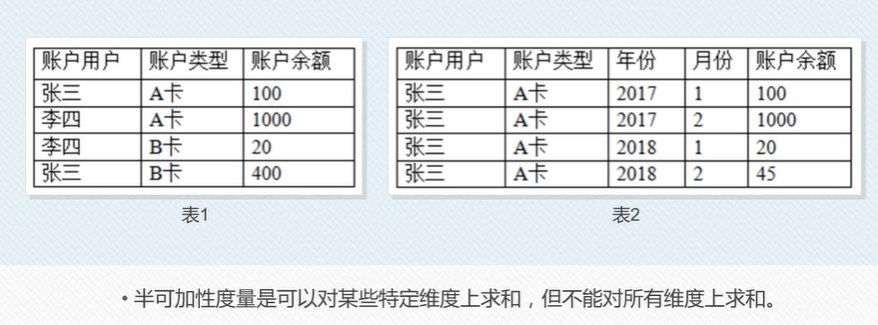 账户用户 账户类型 账户余额
张三 A卡 100
李四 A卡 1000
李四 B卡 20
张三 B卡 400
表1
账户用户 账户类型 年份 月份 账户余额
张三 A卡 2017 1 100
张三 A卡 2017 2 1000
张三 A卡 2018 1 20
张三 A卡 2018 2 45
表2
•半可加性度量是可以对某些特定维度上求和，但不能对所有维度上求和。